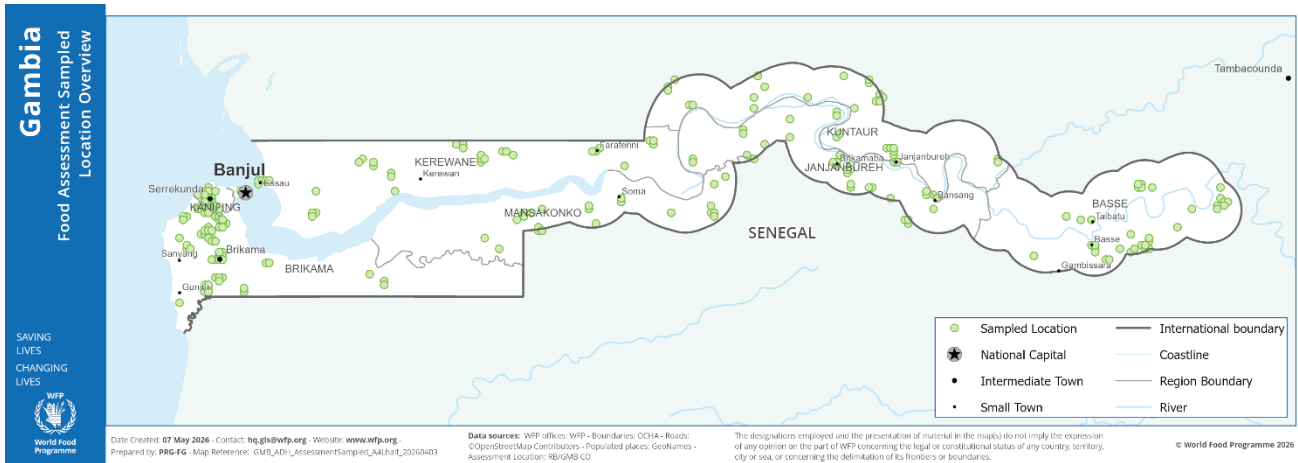 Gambia
Food Assessment Sampled
Location Overview
SAVING
LIVES
CHANGING
LIVES
WFP
World Food
Programme
Tambacounda
Banjul
Essau
Serrekunda
KANIFING
KEREWANE
Kerewan
Farafenni
KUNTAUR
Brikamaba
Janjanbureh
JANJANBUREH
Bansang
Soma
MANSAKONKO
BASSE
Taibatu
Basse
Gambissara
SENEGAL
Sanyang
Brikama
BRIKAMA
Gunjur
Sampled Location
National Capital
Intermediate Town
Small Town
International boundary
Coastline
Region Boundary
River
Date Created: 07 May 2026 - Contact: hq.gis@wfp.org - Website: www.wfp.org -
Prepared by: PRG-FG - Map Reference: GMB_ADH_AssessmentSampled_A4Lhalf_20260403
Data sources: WFP offices: WFP - Boundaries: OCHA - Roads:
©OpenStreetMap Contributors - Populated places: GeoNames -
Assessment Location: RB/GMB CO
The designations employed and the presentation of material in the map(s) do not imply the expression
of any opinion on the part of WFP concerning the legal or constitutional status of any country, territory,
city or sea, or concerning the delimitation of its frontiers or boundaries.
© World Food Programme 2026